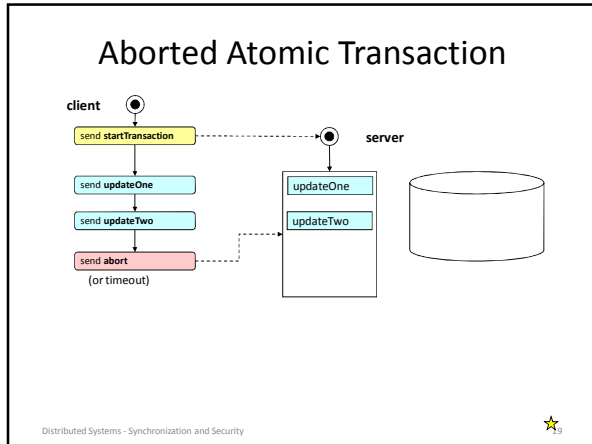 Aborted Atomic Transaction
client
send startTransaction
server
send updateOne
updateOne
send updateTwo
updateTwo
send abort
(or timeout)
Distributed Systems - Synchronization and Security
19